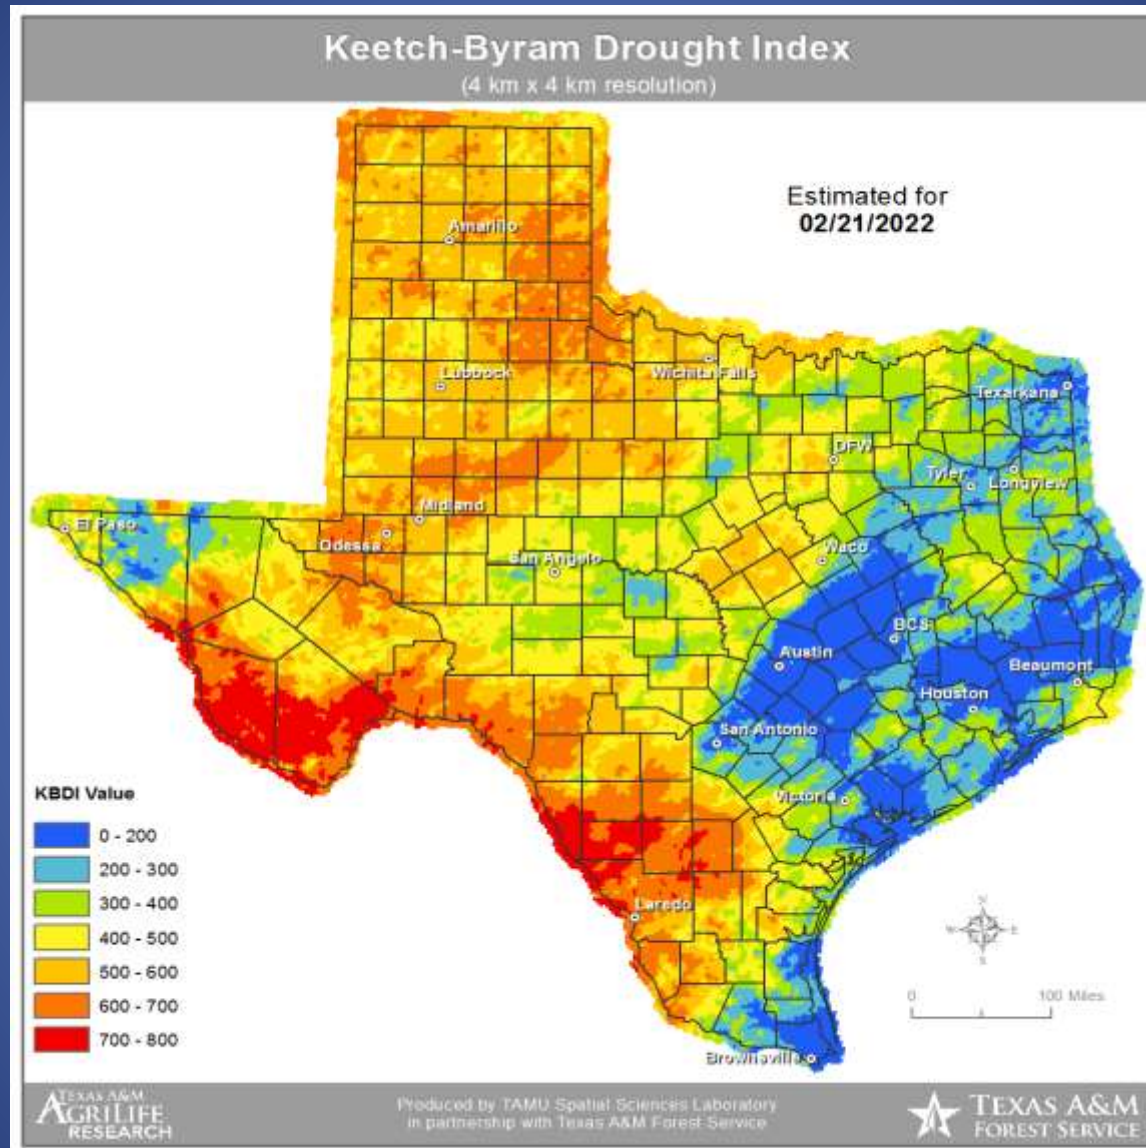 Keetch-Byram Drought Index
(4 km x 4 km resolution)
Estimated for
02/21/2022
Amarillo
Lubbock
Wichita Falls
Texarkana
DFW
Tyler
Longview
Midland
El Paso
Odessa
San Angelo
Waco
BCS
Austin
Beaumont
Houston
San Antonio
Victoria
Laredo
Brownsville
KBDI Value
0 - 200
200 - 300
300 - 400
400 - 500
500 - 600
600 - 700
700 - 800
N
W E
S
0 100 Miles
TEXAS A&M
AGRILIFE
RESEARCH
Produced by TAMU Spatial Sciences Laboratory
in partnership with Texas A&M Forest Service
TEXAS A&M
FOREST SERVICE